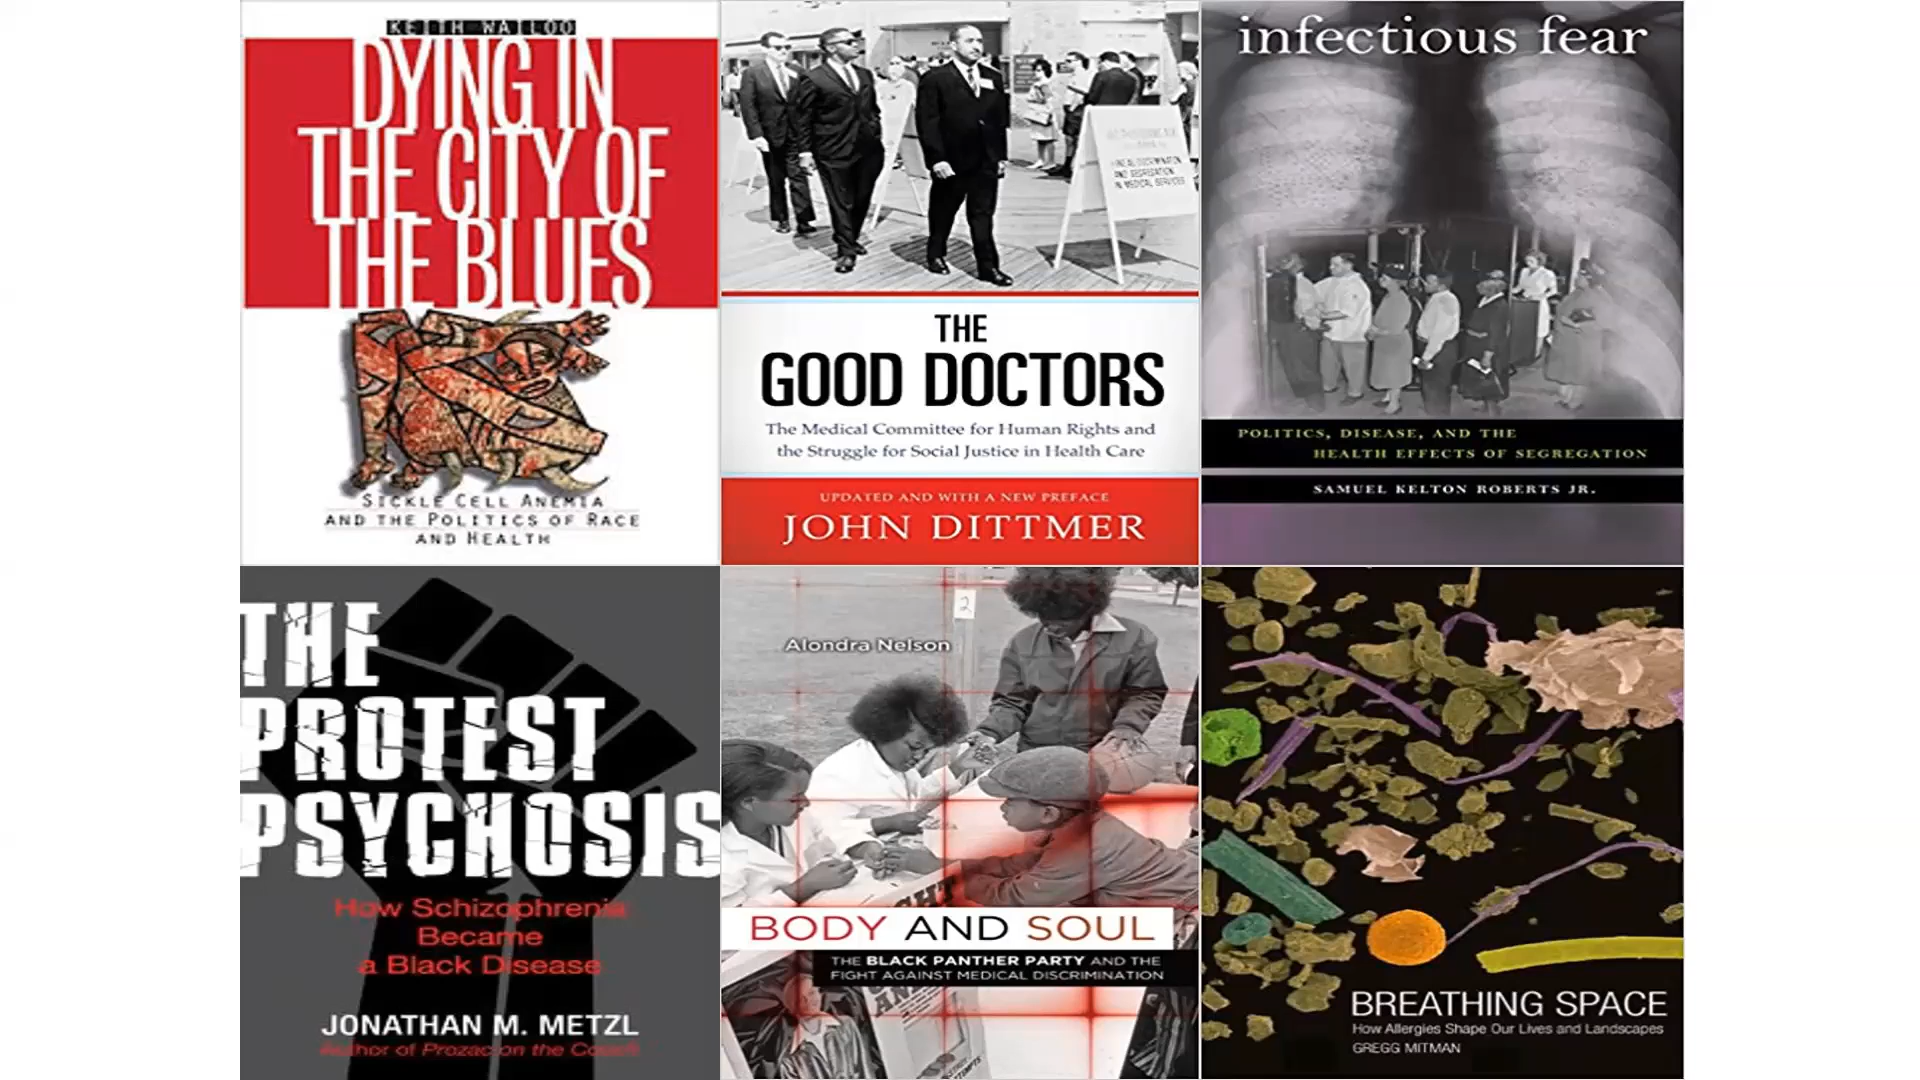 KEITH WAILOO
DYING IN
THE CITY OF
THE BLUES
SICKLE CELL ANEMIA
AND THE POLITICS OF RACE
AND HEALTH
IN MEDICAL SERVICES
THE
GOOD DOCTORS
The Medical Committee for Human Rights and
the Struggle for Social Justice in Health Care
UPDATED AND WITH A NEW PREFACE
JOHN DITTMER
infectious fear
POLITICS, DISEASE, AND THE
HEALTH EFFECTS OF SEGREGATION
SAMUEL KELTON ROBERTS JR.
THE
PROTEST
PSYCHOSIS
How Schizophrenia
Became
a Black Disease
JONATHAN M. METZL
Author of Prozac on the Couch
2
Alondra Nelson
BODY AND SOUL
THE BLACK PANTHER PARTY AND THE
FIGHT AGAINST MEDICAL DISCRIMINATION
BREATHING SPACE
How Allergies Shape Our Lives and Landscapes
GREGG MITMAN